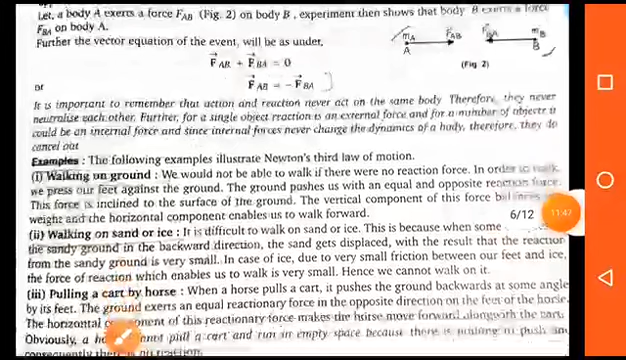 Let, a body A exerts a force F_AB (Fig. 2) on body B, experiment then shows that body B exerts a force
F_BA on body A.
Further the vector equation of the event, will be as under,
F_AB + F_BA = 0
or
F_AB = - F_BA
m_A F_AB F_BA m_B
A B
(Fig 2)
It is important to remember that action and reaction never act on the same body Therefore, they never
neutralise each other. Further, for a single object reaction is an external force and for a number of objects it
could be an internal force and since internal forces never change the dynamics of a body, therefore, they do
cancel out
Examples : The following examples illustrate Newton's third law of motion.
(i) Walking on ground : We would not be able to walk if there were no reaction force. In order to walk,
we press our feet against the ground. The ground pushes us with an equal and opposite reaction force.
This force is inclined to the surface of the ground. The vertical component of this force balances
weight and the horizontal component enables us to walk forward.
6/12
11:47
(ii) Walking on sand or ice : It is difficult to walk on sand or ice. This is because when some
the sandy ground in the backward direction, the sand gets displaced, with the result that the reaction
from the sandy ground is very small. In case of ice, due to very small friction between our feet and ice,
the force of reaction which enables us to walk is very small. Hence we cannot walk on it.
(iii) Pulling a cart by horse : When a horse pulls a cart, it pushes the ground backwards at some angle
by its feet. The ground exerts an equal reactionary force in the opposite direction on the feet of the horse.
The horizontal component of this reactionary force makes the horse move forward alongwith the cart.
Obviously, a cannot pull a cart and run in empty space because there is nothing to push and
consequently there is no reaction.